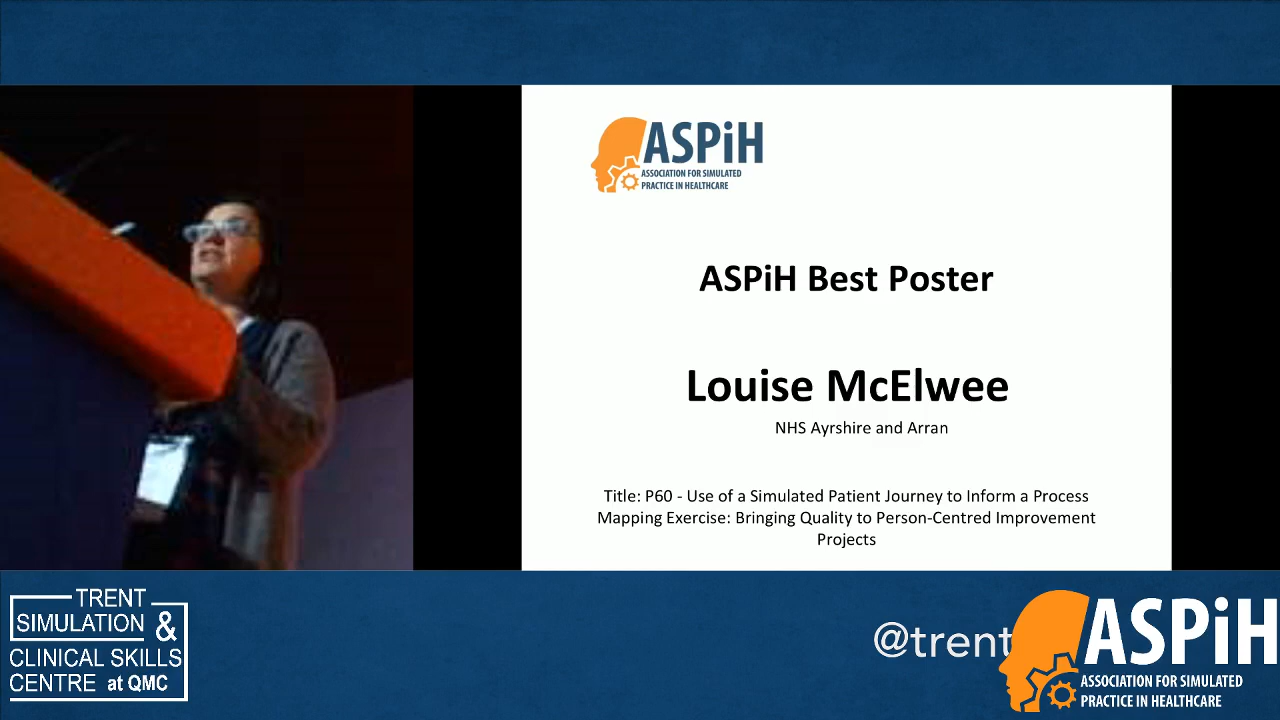 ASPiH
ASSOCIATION FOR SIMULATED
PRACTICE IN HEALTHCARE
ASPiH Best Poster
Louise McElwee
NHS Ayrshire and Arran
Title: P60 - Use of a Simulated Patient Journey to Inform a Process
Mapping Exercise: Bringing Quality to Person-Centred Improvement
Projects
TRENT
SIMULATION &
CLINICAL SKILLS
CENTRE at QMC
@trent
ASPiH
ASSOCIATION FOR SIMULATED
PRACTICE IN HEALTHCARE